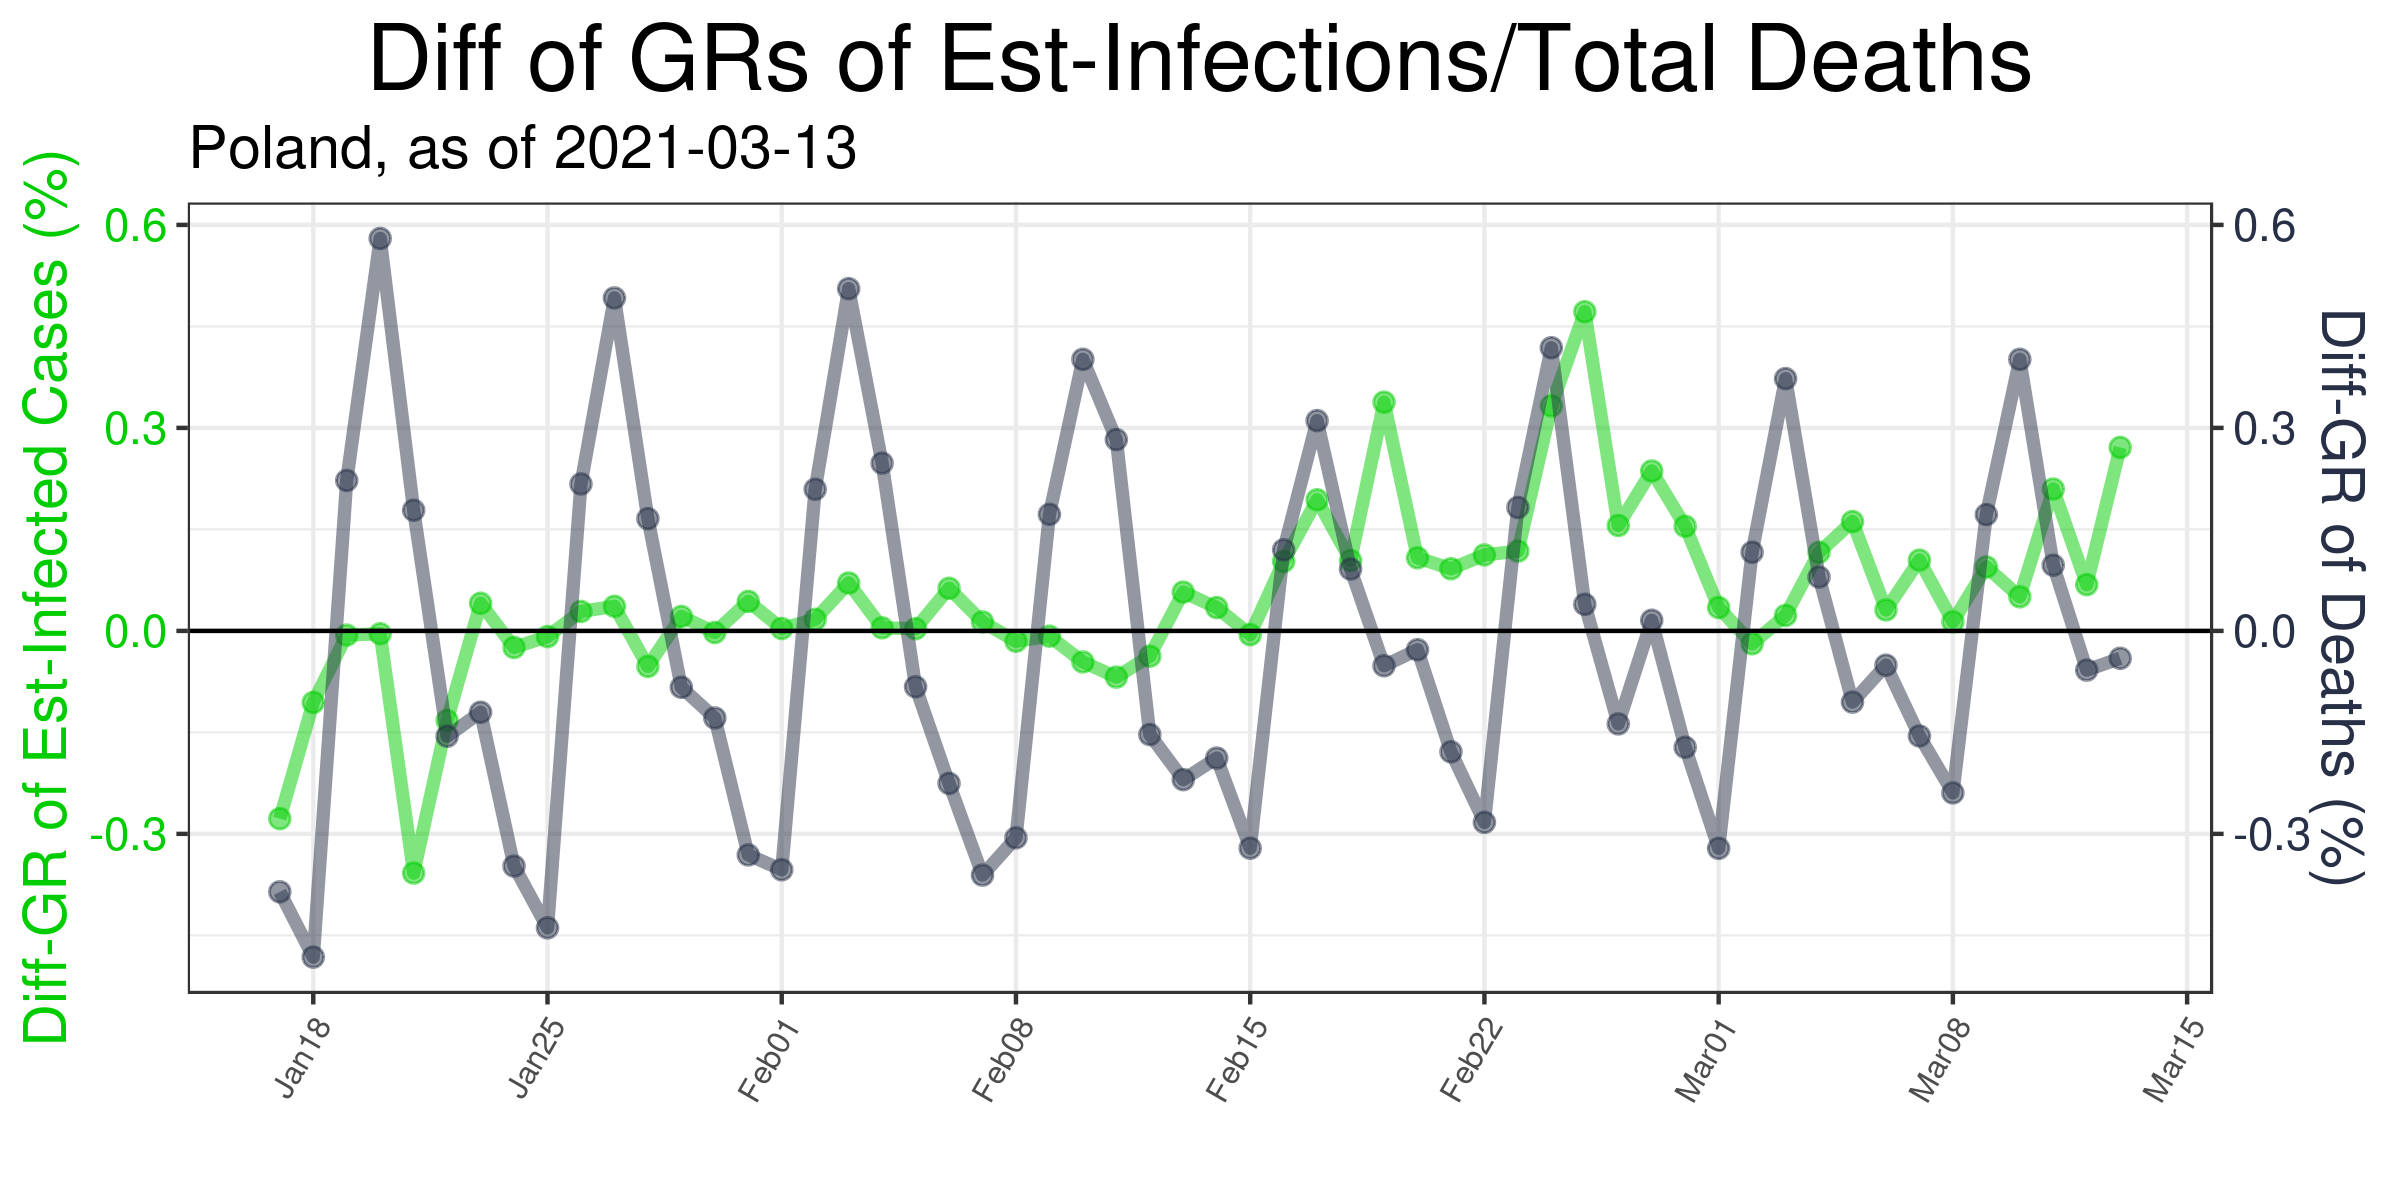 Diff of GRs of Est-Infections/Total Deaths
Poland, as of 2021-03-13
Diff-GR of Est-Infected Cases (%)
0.6
0.3
0.0
-0.3
0.6
0.3
0.0
-0.3
Diff-GR of Deaths (%)
Jan18
Jan25
Feb01
Feb08
Feb15
Feb22
Mar01
Mar08
Mar15